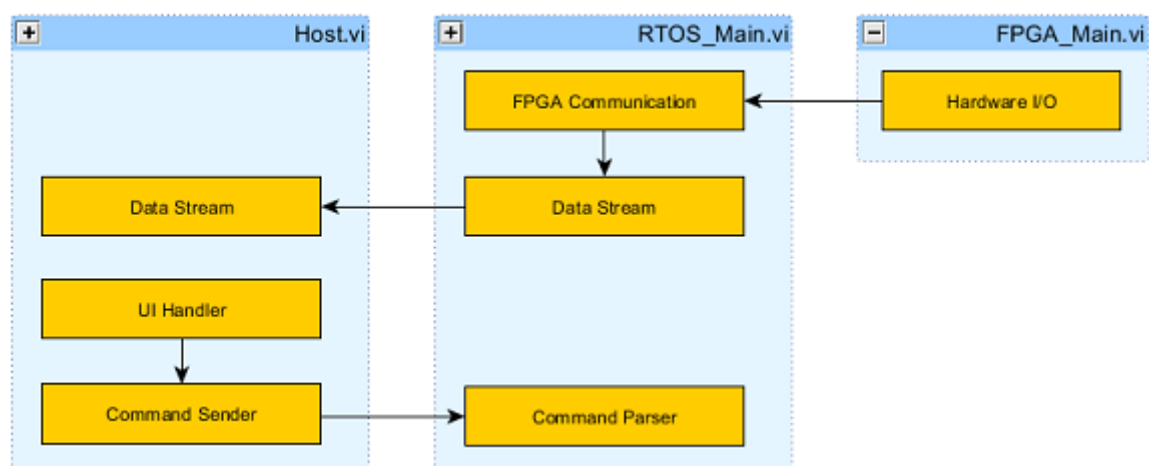 Host.vi
RTOS_Main.vi
FPGA_Main.vi
FPGA Communication
Hardware I/O
Data Stream
Data Stream
UI Handler
Command Sender
Command Parser